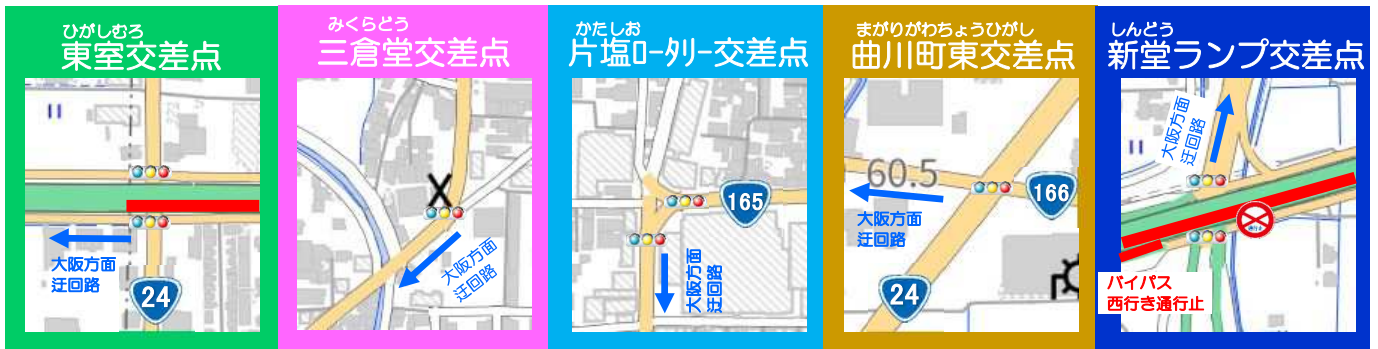 ひがしむろ
東室交差点
大阪方面
迂回路
24
みくらどう
三倉堂交差点
X
大阪方面
迂回路
かたしお
片塩ロータリー交差点
165
大阪方面
迂回路
まがりがわちょうひがし
曲川町東交差点
60.5
166
大阪方面
迂回路
24
しんどう
新堂ランプ交差点
大阪方面
迂回路
バイパス
西行き通行止